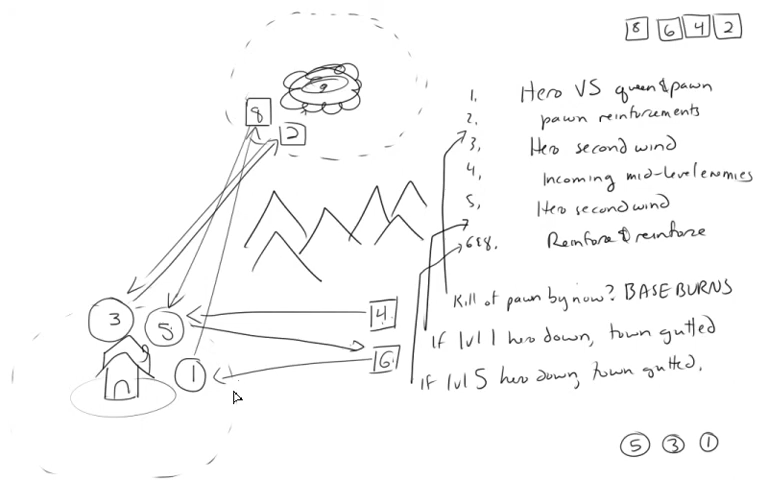 8 6 4 2
1. Hero VS queen & pawn
2. pawn reinforcements
3. Hero second wind
4. Incoming mid-level enemies
5. Hero second wind
6&8. Reinforce & reinforce
Kill of pawn by now? BASE BURNS
If lvl 1 hero down, town gutted
If lvl 5 hero down, town gutted.
9
8
2
3
5
1
4
6
5 3 1